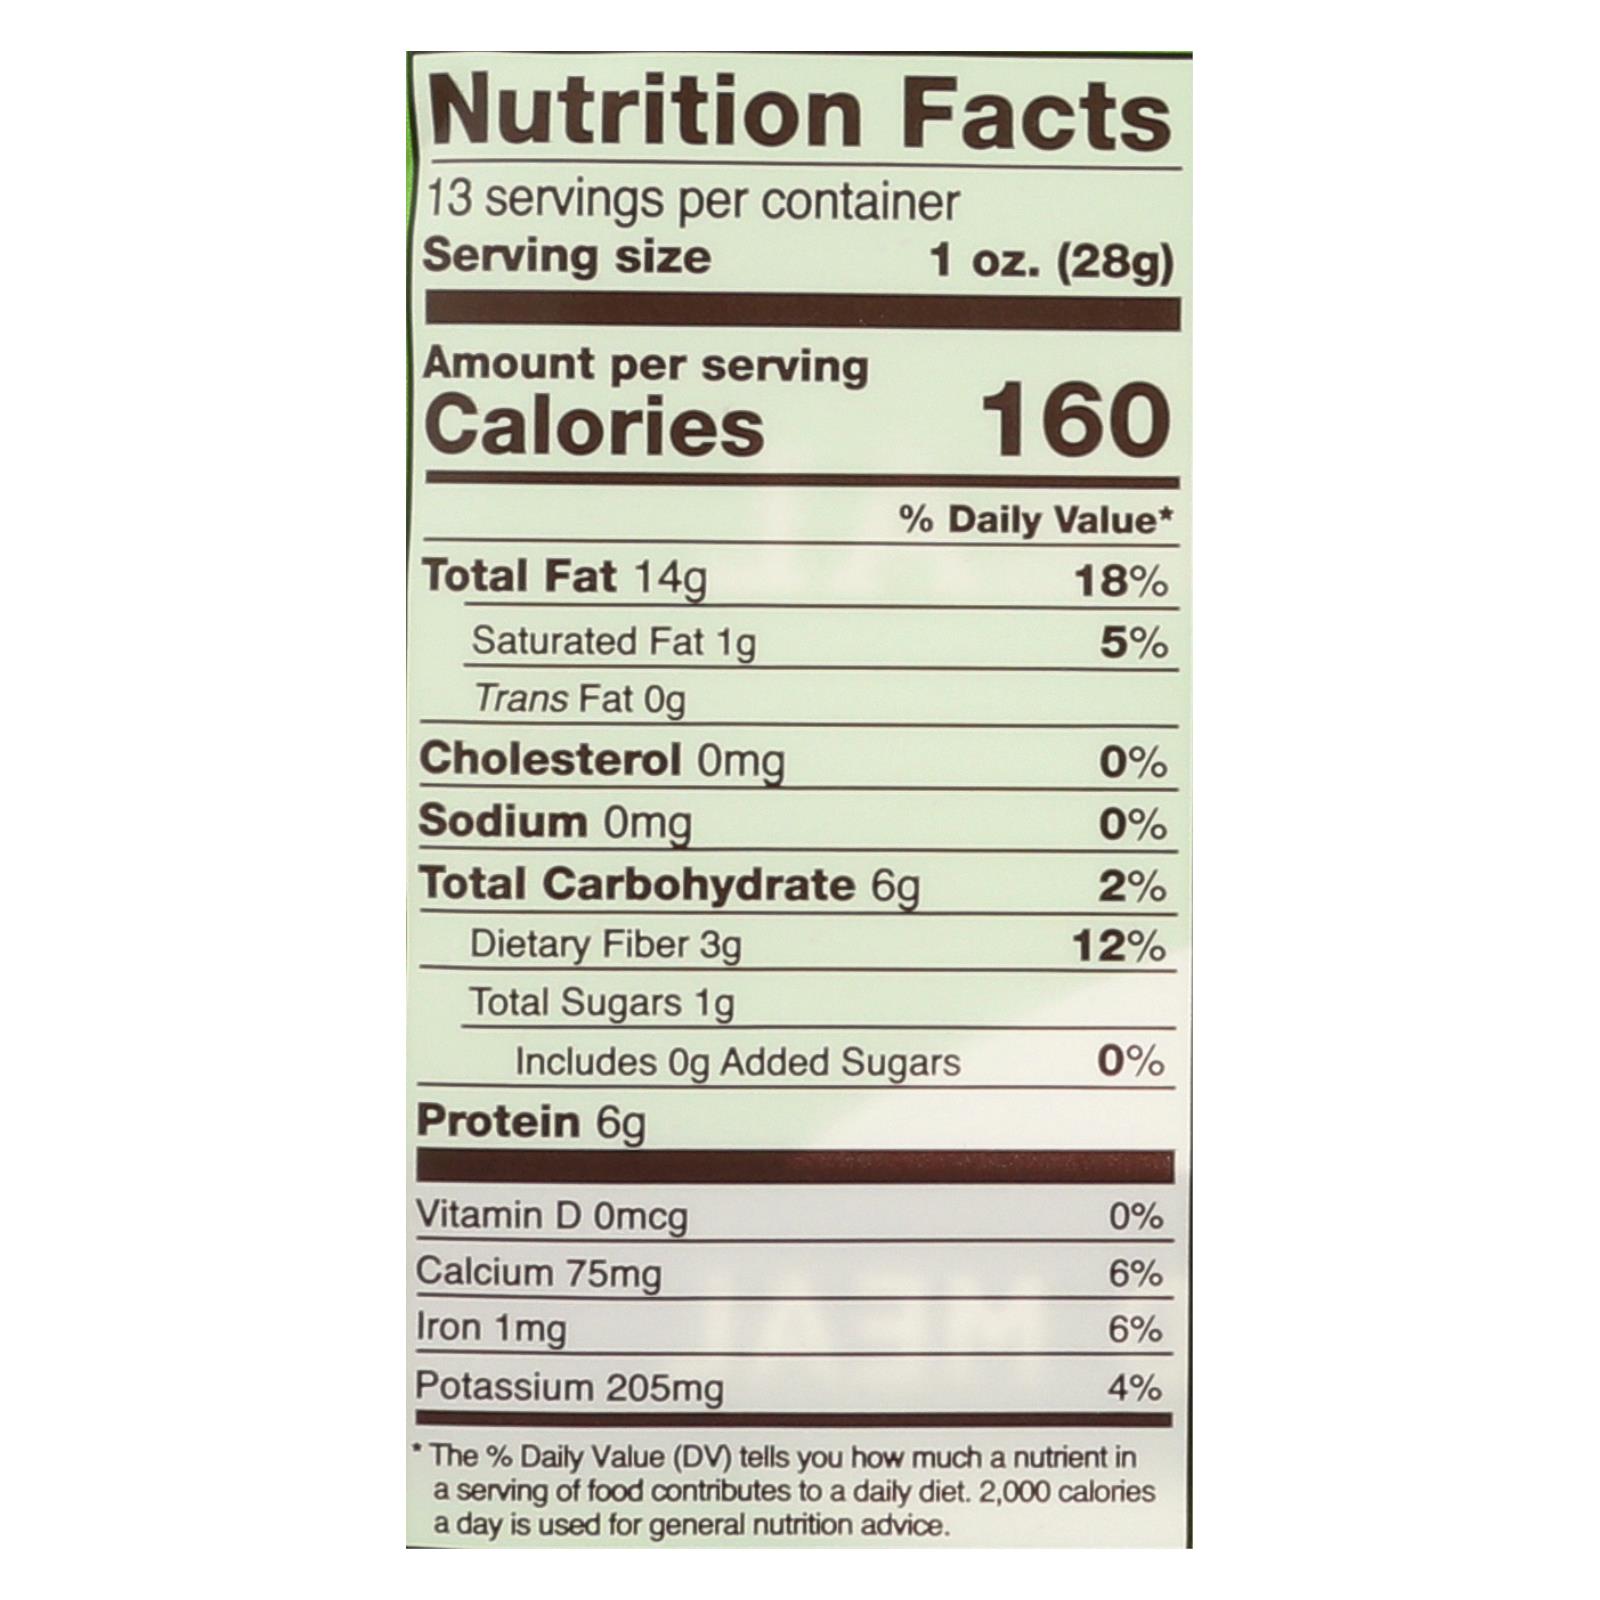 Nutrition Facts
13 servings per container
Serving size 1 oz. (28g)
Amount per serving
Calories 160
% Daily Value*
Total Fat 14g 18%
Saturated Fat 1g 5%
Trans Fat 0g
Cholesterol 0mg 0%
Sodium 0mg 0%
Total Carbohydrate 6g 2%
Dietary Fiber 3g 12%
Total Sugars 1g
Includes 0g Added Sugars 0%
Protein 6g
Vitamin D 0mcg 0%
Calcium 75mg 6%
Iron 1mg 6%
Potassium 205mg 4%
* The % Daily Value (DV) tells you how much a nutrient in
a serving of food contributes to a daily diet. 2,000 calories
a day is used for general nutrition advice.